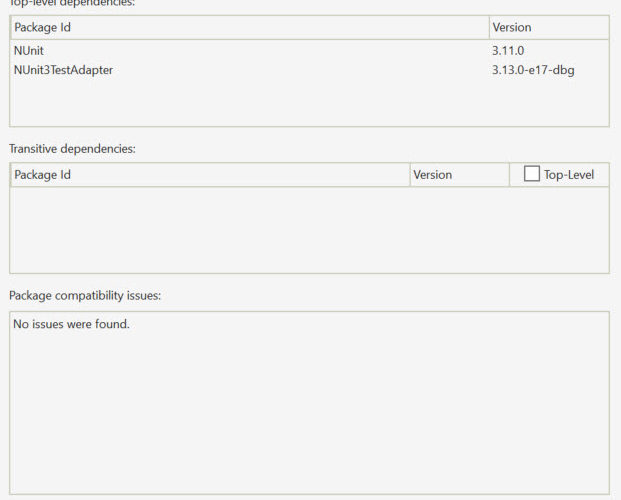 Top-level dependencies:
Package Id Version
NUnit 3.11.0
NUnit3TestAdapter 3.13.0-e17-dbg
Transitive dependencies:
Package Id Version Top-Level
Package compatibility issues:
No issues were found.